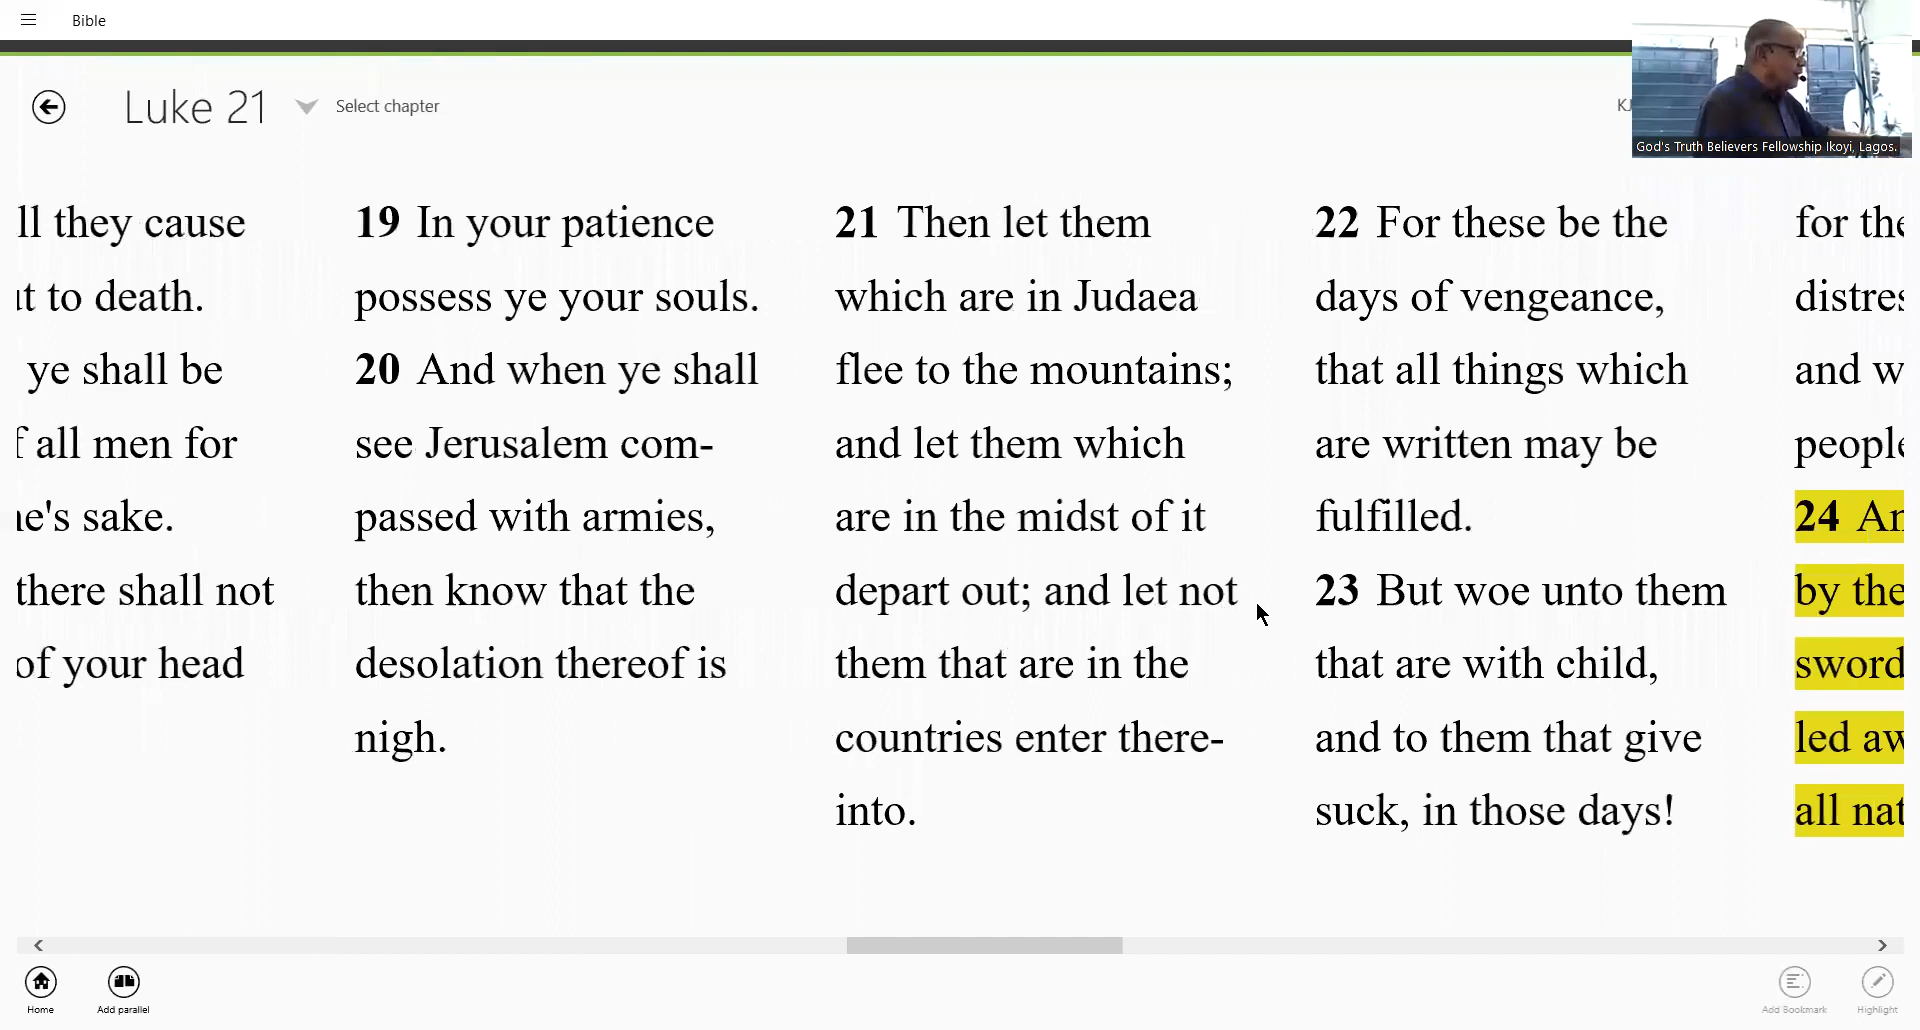 Bible
Luke 21
Select chapter
God's Truth Believers Fellowship Ikoyi, Lagos.
they cause
to death.
ye shall be
all men for
sake.
there shall not
of your head
19 In your patience
possess ye your souls.
20 And when ye shall
see Jerusalem com-
passed with armies,
then know that the
desolation thereof is
nigh.
21 Then let them
which are in Judaea
flee to the mountains;
and let them which
are in the midst of it
depart out; and let not
them that are in the
countries enter there-
into.
22 For these be the
days of vengeance,
that all things which
are written may be
fulfilled.
23 But woe unto them
that are with child,
and to them that give
suck, in those days!
for
and
24
by
sword
led
all
Home
Add parallel
Add Bookmark
Highlight